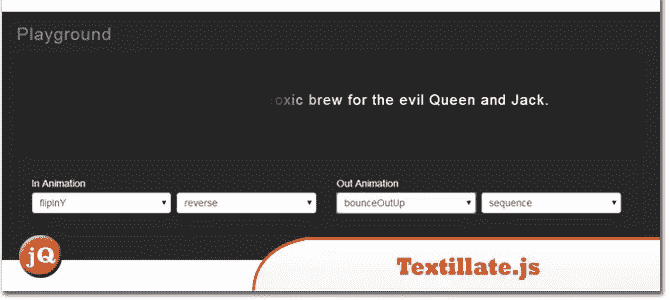 Playground
oxic brew for the evil Queen and Jack.
In Animation
Out Animation
flipInY
reverse
bounceOutUp
sequence
jQ
Textillate.js